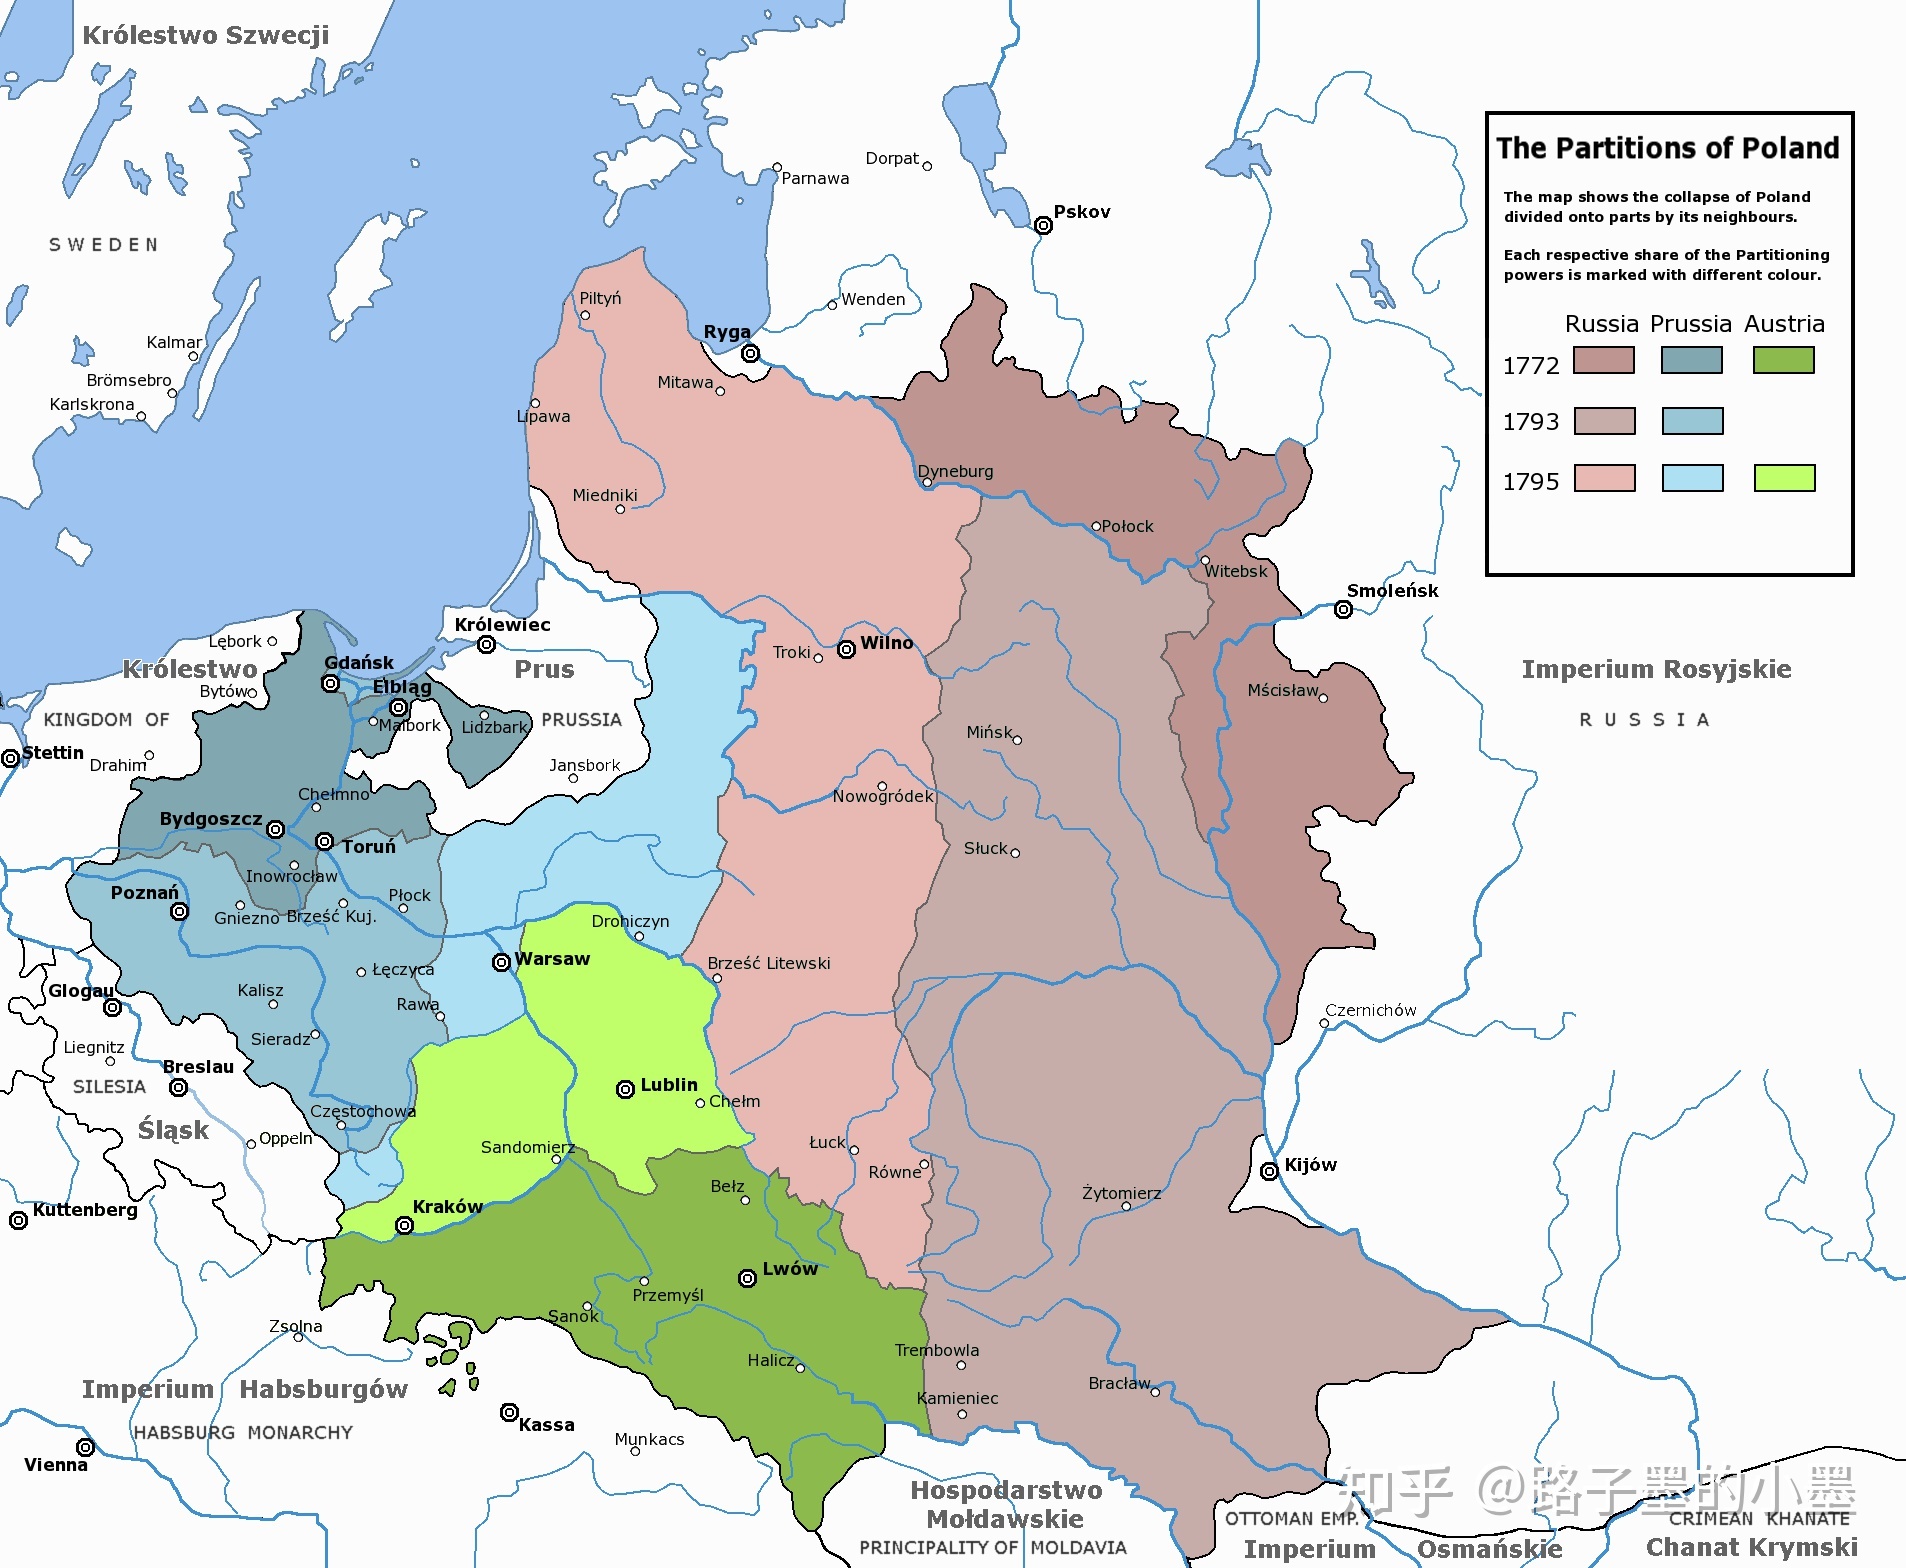 Królestwo Szwecji
SWEDEN
Kalmar
Brömsebro
Karlskrona
Parnawa
Dorpat
Pskov
Wenden
Ryga
Piltyń
Mitawa
Lipawa
Miedniki
Dyneburg
Połock
Witebsk
Smoleńsk
The Partitions of Poland
The map shows the collapse of Poland
divided onto parts by its neighbours.
Each respective share of the Partitioning
powers is marked with different colour.
Russia Prussia Austria
1772
1793
1795
Lębork
Królestwo
Bytów
KINGDOM OF
Stettin
Drahim
Gdańsk
Elbląg
Malbork
Lidzbark
Królewiec
Prus
PRUSSIA
Jansbork
Troki
Wilno
Mińsk
Mścisław
Imperium Rosyjskie
RUSSIA
Chełmno
Bydgoszcz
Toruń
Inowrocław
Nowogródek
Słuck
Poznań
Gniezno
Brześć Kuj.
Płock
Drohiczyn
Warsaw
Brześć Litewski
Glogau
Kalisz
Łęczyca
Rawa
Sieradz
Czernichów
Liegnitz
SILESIA
Breslau
Śląsk
Oppeln
Częstochowa
Lublin
Chełm
Sandomierz
Łuck
Równe
Kijów
Żytomierz
Kuttenberg
Kraków
Bełz
Lwów
Przemyśl
Sanok
Zsolna
Halicz
Trembowla
Kamieniec
Bracław
Imperium Habsburgów
HABSBURG MONARCHY
Vienna
Kassa
Munkacs
Hospodarstwo
Mołdawskie
PRINCIPALITY OF MOLDAVIA
知乎 @路子墨的小墨
OTTOMAN EMP.
Imperium Osmańskie
CRIMEAN KHANATE
Chanat Krymski